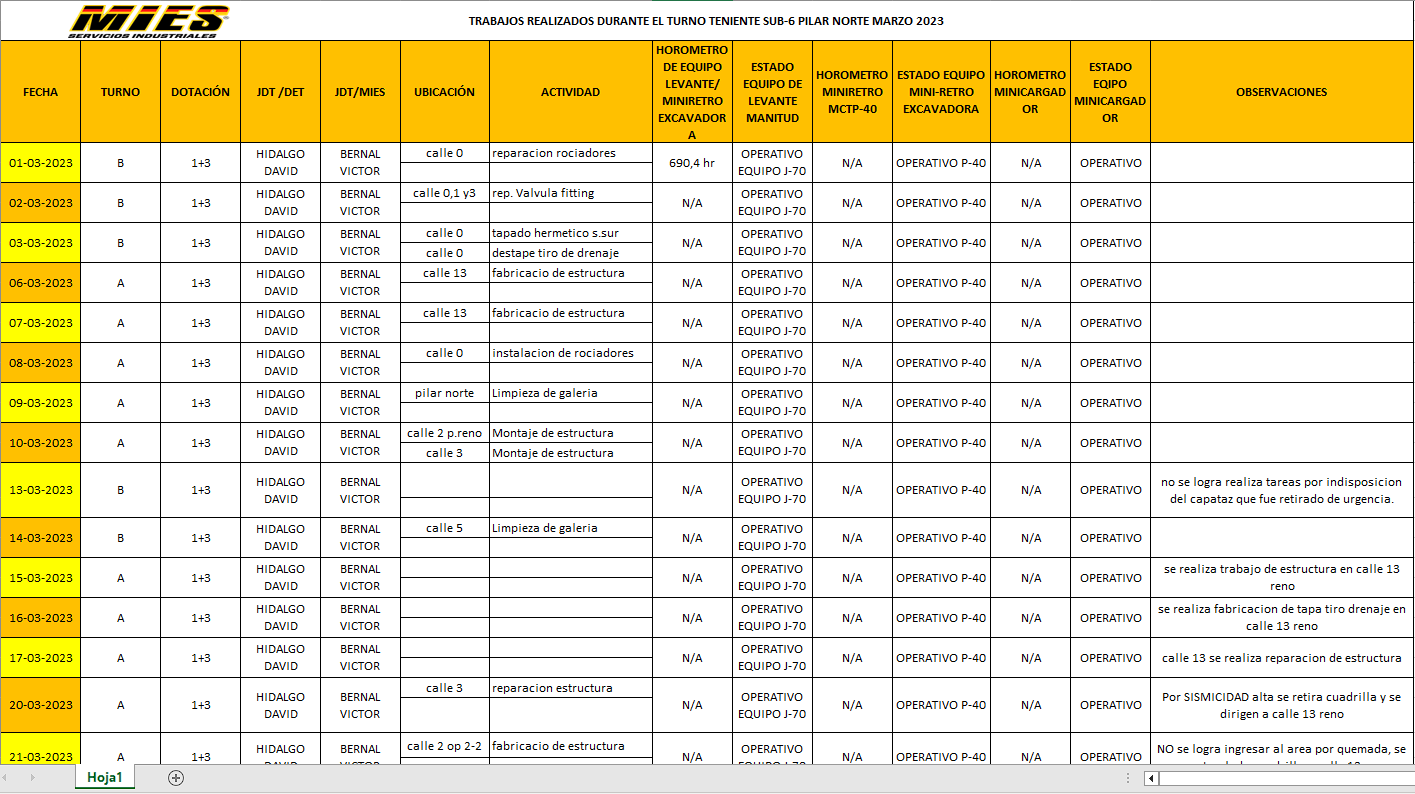 MIES
SERVICIOS INDUSTRIALES
TRABAJOS REALIZADOS DURANTE EL TURNO TENIENTE SUB-6 PILAR NORTE MARZO 2023
FECHA TURNO DOTACIÓN JDT /DET JDT/MIES UBICACIÓN ACTIVIDAD HOROMETRO DE EQUIPO LEVANTE/ MINIRETRO EXCAVADOR A ESTADO EQUIPO DE LEVANTE MANITUD HOROMETRO MINIRETRO MCTP-40 ESTADO EQUIPO MINI-RETRO EXCAVADORA HOROMETRO MINICARGAD OR ESTADO EQIPO MINICARGAD OR OBSERVACIONES
01-03-2023 B 1+3 HIDALGO DAVID BERNAL VICTOR calle 0 reparacion rociadores 690,4 hr OPERATIVO EQUIPO J-70 N/A OPERATIVO P-40 N/A OPERATIVO
02-03-2023 B 1+3 HIDALGO DAVID BERNAL VICTOR calle 0,1 y3 rep. Valvula fitting N/A OPERATIVO EQUIPO J-70 N/A OPERATIVO P-40 N/A OPERATIVO
03-03-2023 B 1+3 HIDALGO DAVID BERNAL VICTOR calle 0 tapado hermetico s.sur calle 0 destape tiro de drenaje N/A OPERATIVO EQUIPO J-70 N/A OPERATIVO P-40 N/A OPERATIVO
06-03-2023 A 1+3 HIDALGO DAVID BERNAL VICTOR calle 13 fabricacio de estructura N/A OPERATIVO EQUIPO J-70 N/A OPERATIVO P-40 N/A OPERATIVO
07-03-2023 A 1+3 HIDALGO DAVID BERNAL VICTOR calle 13 fabricacio de estructura N/A OPERATIVO EQUIPO J-70 N/A OPERATIVO P-40 N/A OPERATIVO
08-03-2023 A 1+3 HIDALGO DAVID BERNAL VICTOR calle 0 instalacion de rociadores N/A OPERATIVO EQUIPO J-70 N/A OPERATIVO P-40 N/A OPERATIVO
09-03-2023 A 1+3 HIDALGO DAVID BERNAL VICTOR pilar norte Limpieza de galeria N/A OPERATIVO EQUIPO J-70 N/A OPERATIVO P-40 N/A OPERATIVO
10-03-2023 A 1+3 HIDALGO DAVID BERNAL VICTOR calle 2 p.reno Montaje de estructura calle 3 Montaje de estructura N/A OPERATIVO EQUIPO J-70 N/A OPERATIVO P-40 N/A OPERATIVO
13-03-2023 B 1+3 HIDALGO DAVID BERNAL VICTOR N/A OPERATIVO EQUIPO J-70 N/A OPERATIVO P-40 N/A OPERATIVO no se logra realiza tareas por indisposicion del capataz que fue retirado de urgencia.
14-03-2023 B 1+3 HIDALGO DAVID BERNAL VICTOR calle 5 Limpieza de galeria N/A OPERATIVO EQUIPO J-70 N/A OPERATIVO P-40 N/A OPERATIVO
15-03-2023 A 1+3 HIDALGO DAVID BERNAL VICTOR N/A OPERATIVO EQUIPO J-70 N/A OPERATIVO P-40 N/A OPERATIVO se realiza trabajo de estructura en calle 13 reno
16-03-2023 A 1+3 HIDALGO DAVID BERNAL VICTOR N/A OPERATIVO EQUIPO J-70 N/A OPERATIVO P-40 N/A OPERATIVO se realiza fabricacion de tapa tiro drenaje en calle 13 reno
17-03-2023 A 1+3 HIDALGO DAVID BERNAL VICTOR N/A OPERATIVO EQUIPO J-70 N/A OPERATIVO P-40 N/A OPERATIVO calle 13 se realiza reparacion de estructura
20-03-2023 A 1+3 HIDALGO DAVID BERNAL VICTOR calle 3 reparacion estructura N/A OPERATIVO EQUIPO J-70 N/A OPERATIVO P-40 N/A OPERATIVO Por SISMICIDAD alta se retira cuadrilla y se dirigen a calle 13 reno
21-03-2023 A 1+3 HIDALGO DAVID BERNAL VICTOR calle 2 op 2-2 fabricacio de estructura N/A OPERATIVO EQUIPO J-70 N/A OPERATIVO P-40 N/A OPERATIVO NO se logra ingresar al area por quemada, se
Hoja1